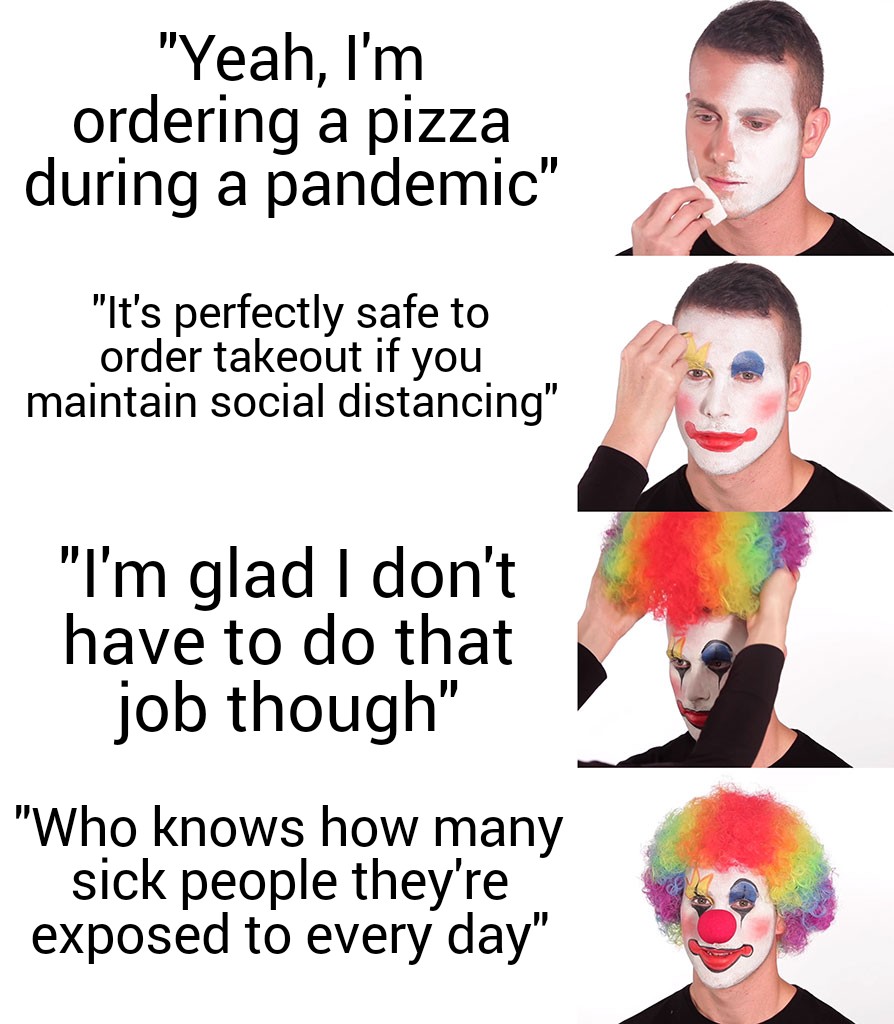 "Yeah, I'm
ordering a pizza
during a pandemic"
"It's perfectly safe to
order takeout if you
maintain social distancing"
"I'm glad I don't
have to do that
job though"
"Who knows how many
sick people they're
exposed to every day"